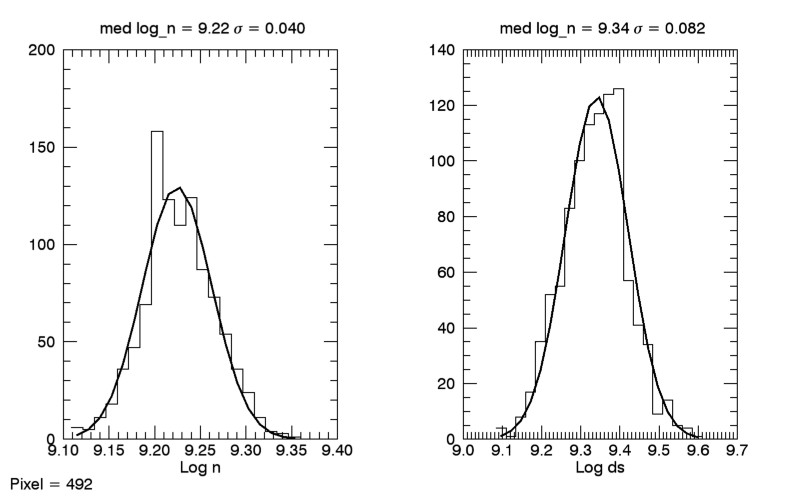 med log_n = 9.22 σ = 0.040
200
150
100
50
0
9.10 9.15 9.20 9.25 9.30 9.35 9.40
Log n
med log_n = 9.34 σ = 0.082
140
120
100
80
60
40
20
0
9.0 9.1 9.2 9.3 9.4 9.5 9.6 9.7
Log ds
Pixel = 492